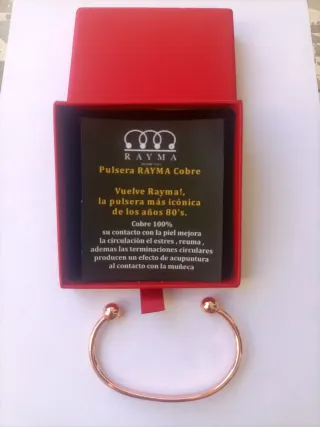 RAYMA
Pulsera RAYMA Cobre
Vuelve Rayma!,
la pulsera más icónica
de los años 80's.
Cobre 100%
su contacto con la piel mejora
la circulación el estres , reuma ,
ademas las terminaciones circulares
producen un efecto de acupuntura
al contacto con la muñeca